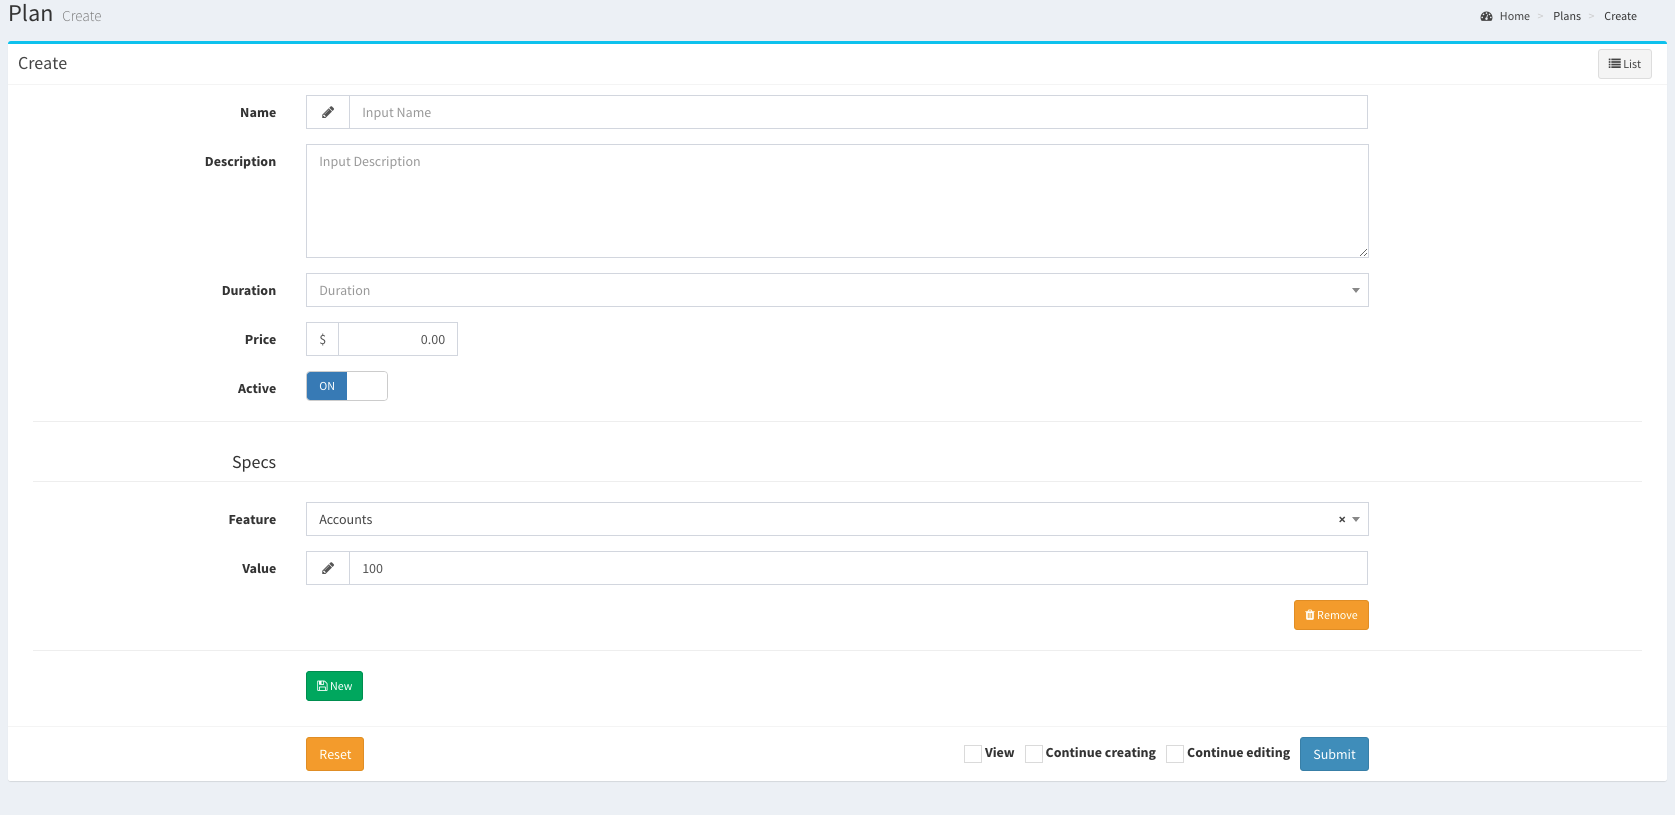 Plan Create
Home > Plans > Create
Create
List
Name
Input Name
Description
Input Description
Duration
Duration
Price
$ 0.00
Active
ON
Specs
Feature
Accounts × 
Value
100
Remove
New
Reset
View Continue creating Continue editing Submit